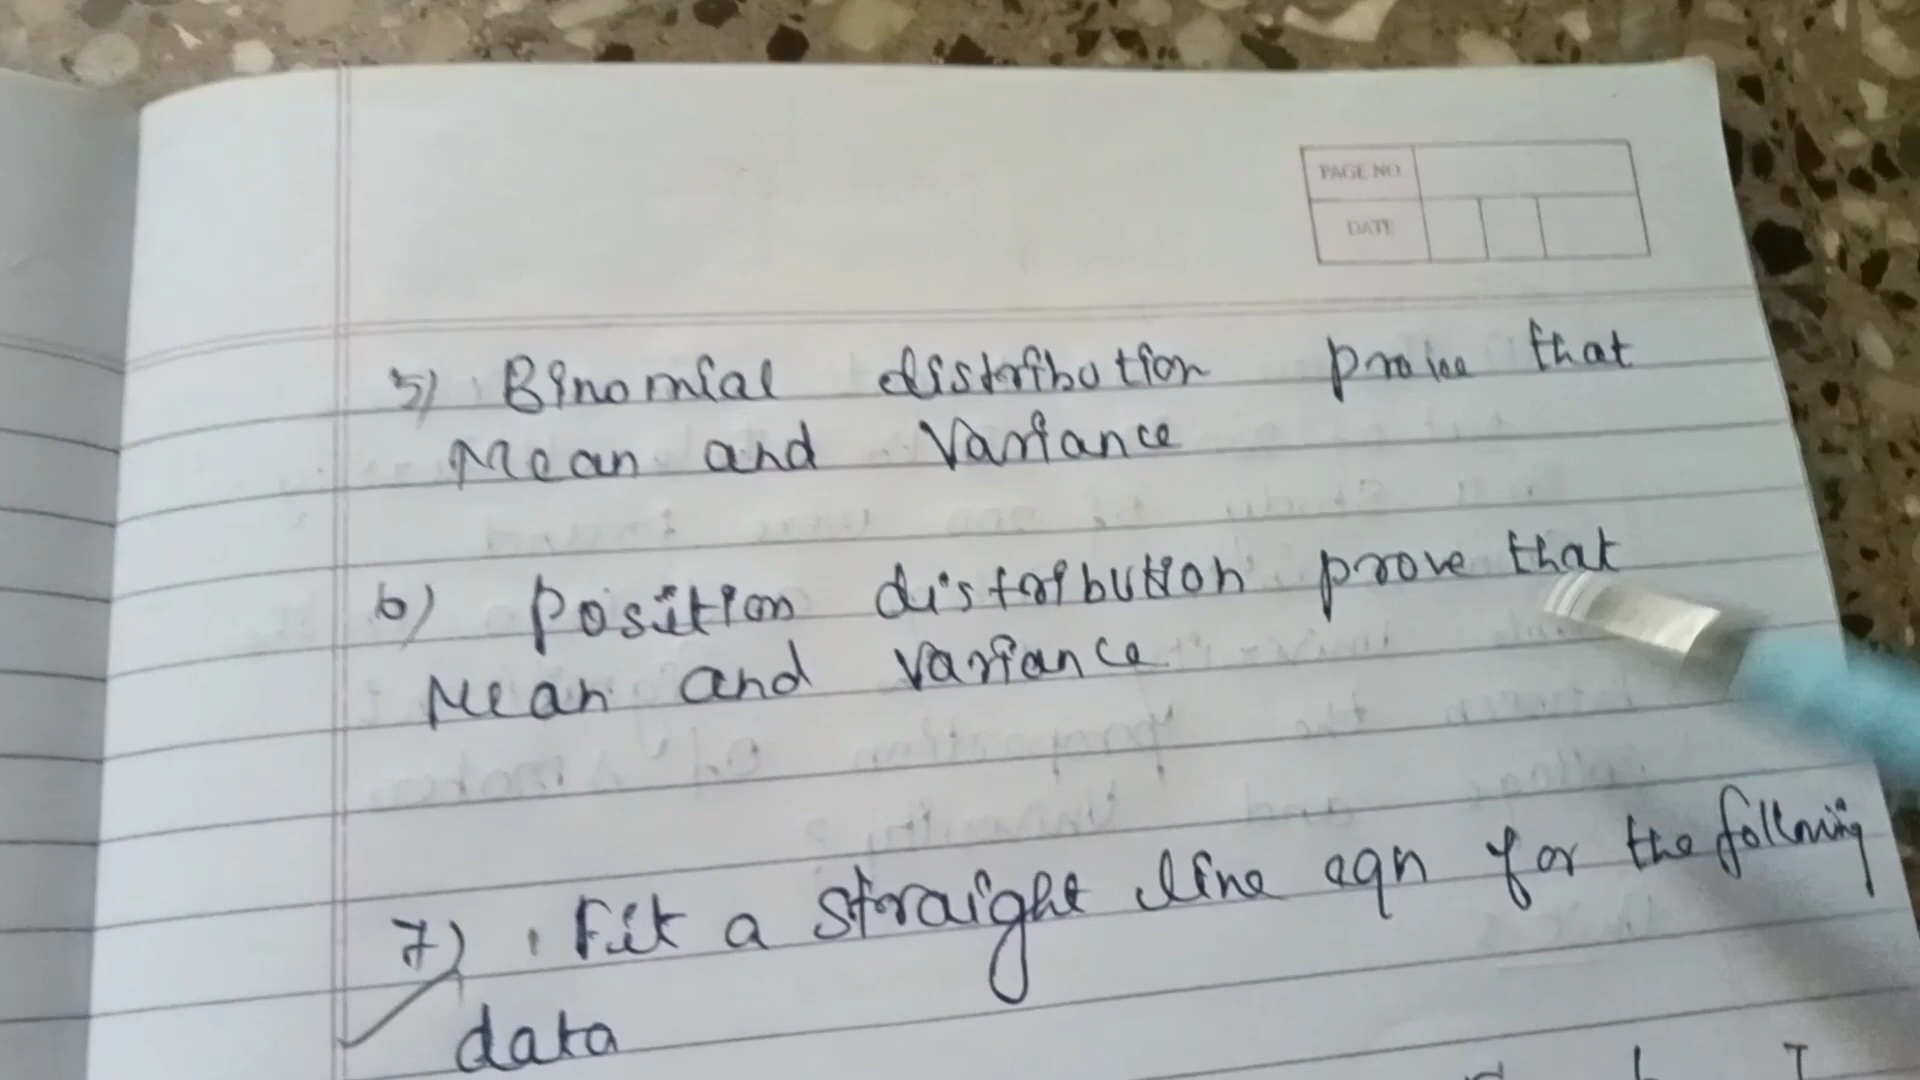 PAGE NO.
DATE
5) Binomial distribution prove that
Mean and Variance
6) Position distribution prove that
Mean and Variance
7) Fit a straight line eqn for the following
data